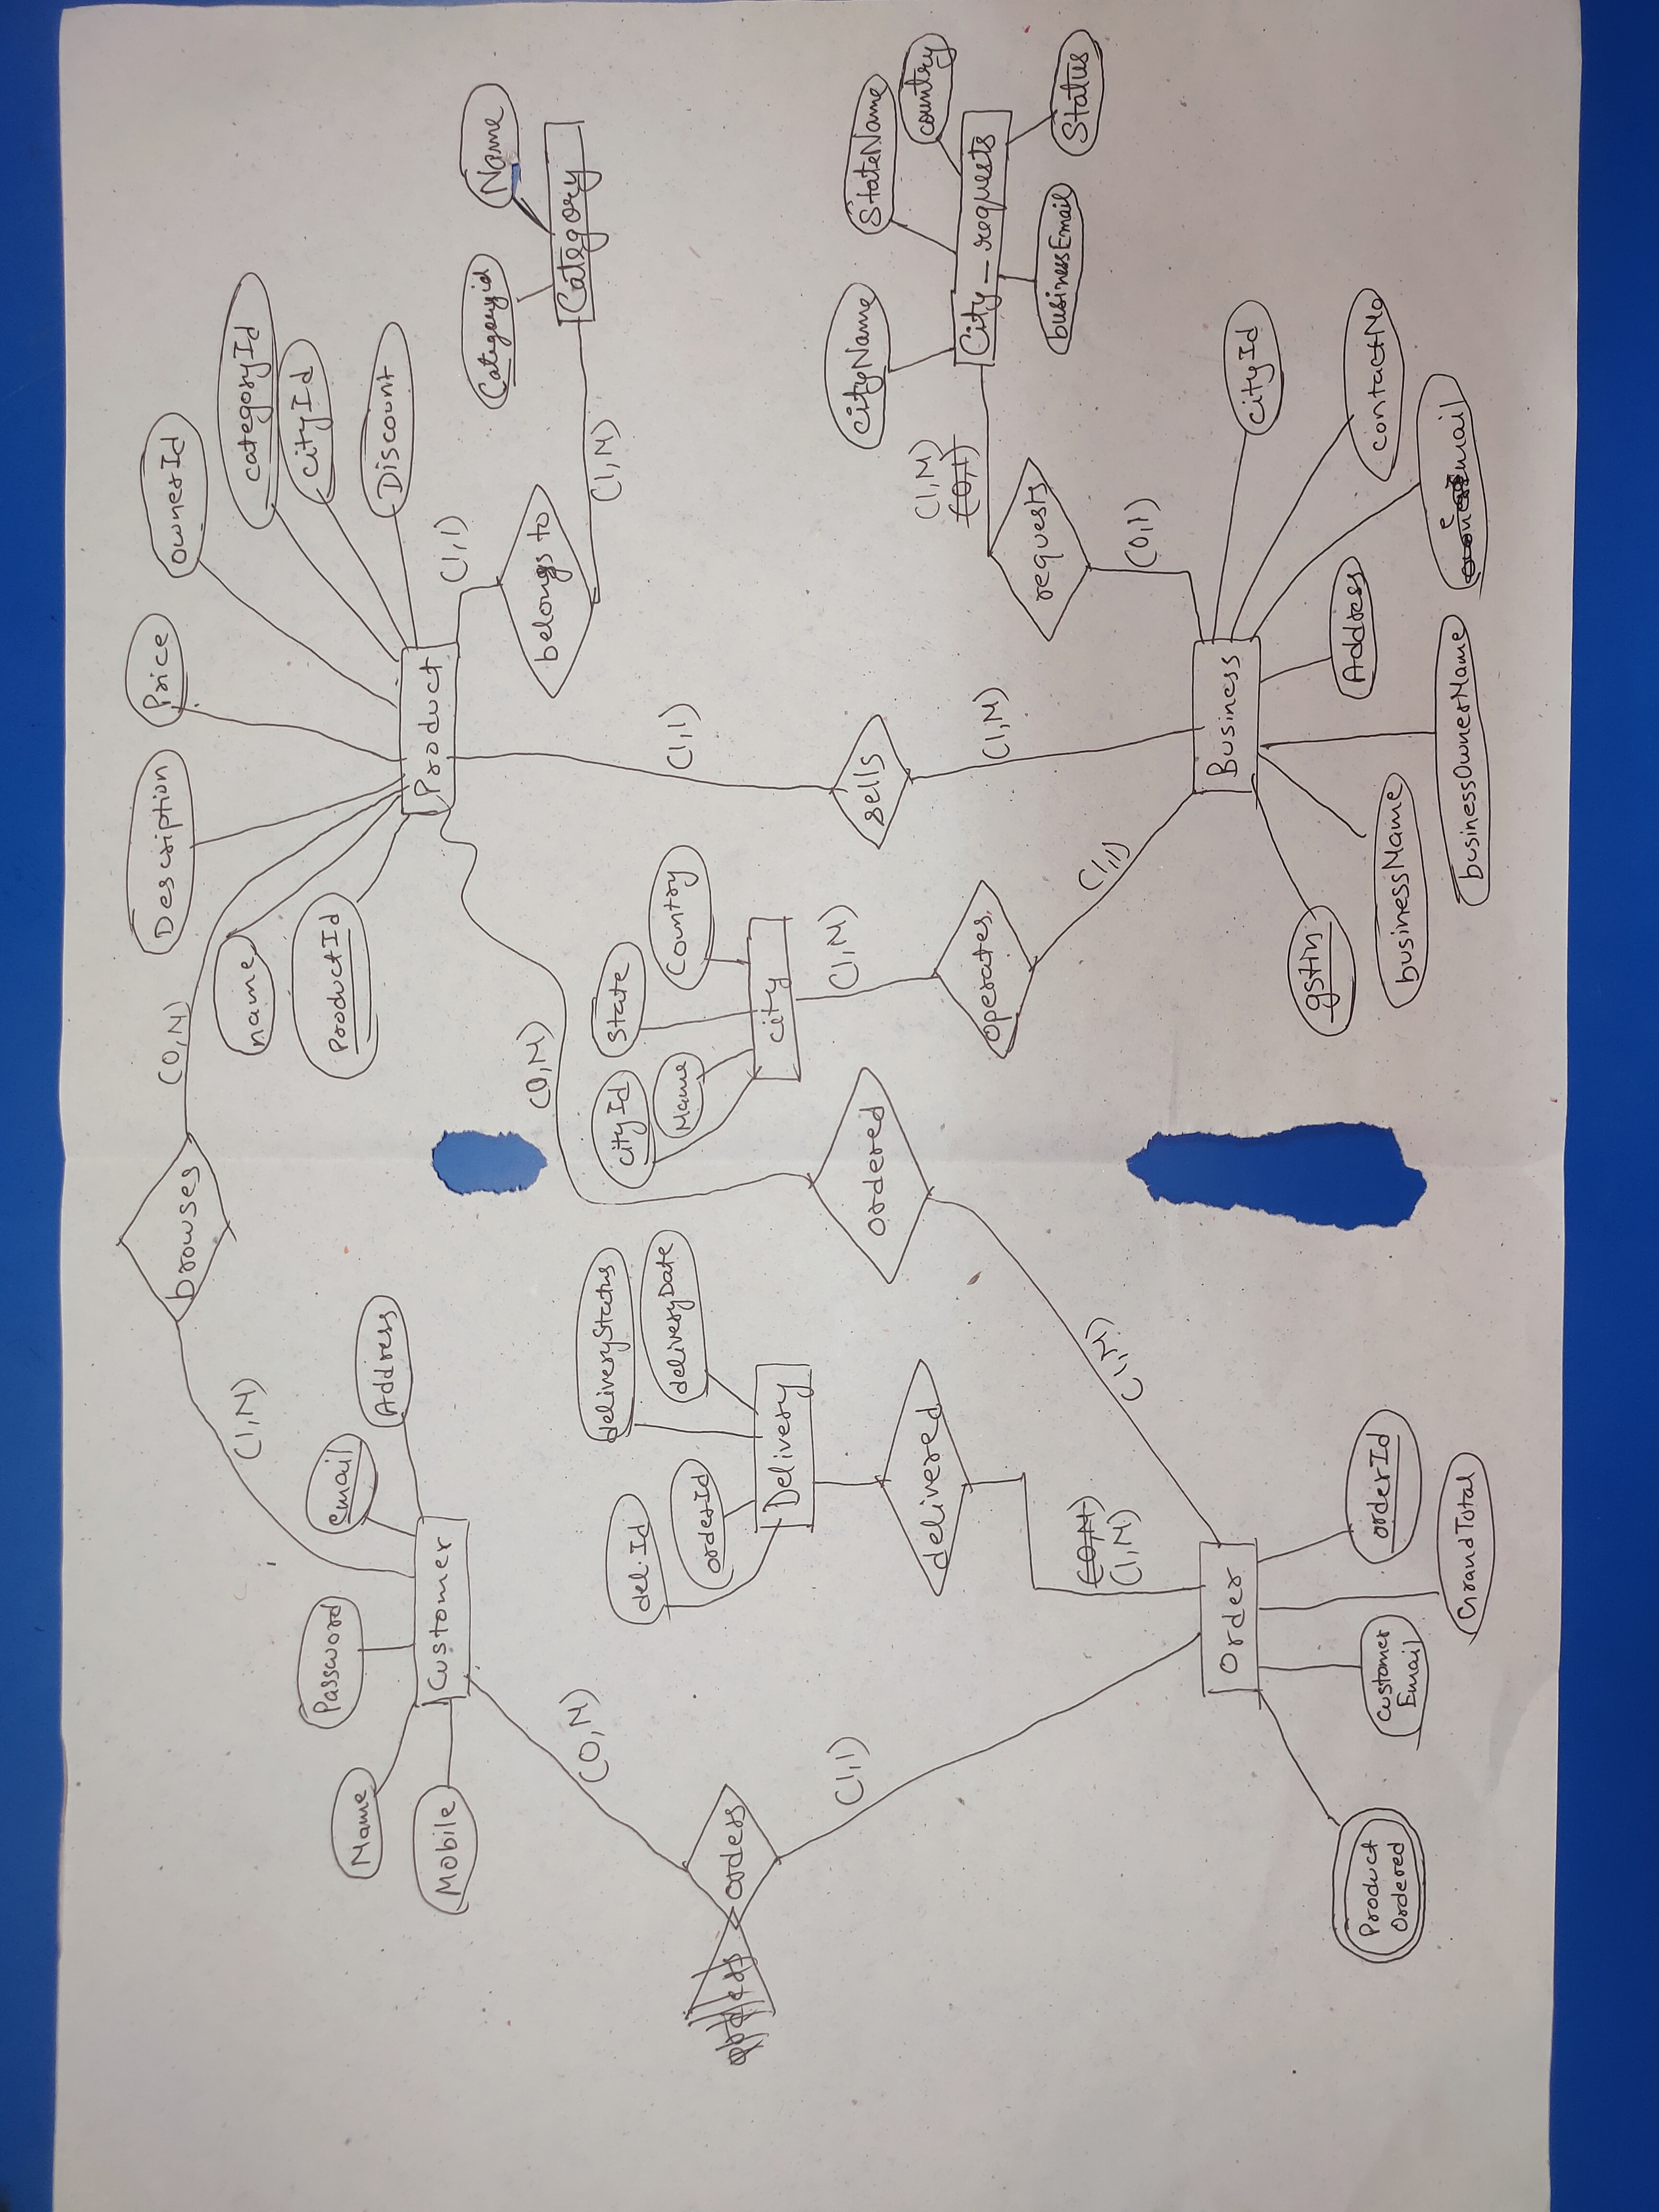 browses
(0,N)
Description
Price
ownerId
(1,N)
name
categoryId
cityId
ProductId
Discount
Name
Password
email
Address
Mobile
Customer
Product
(1,1)
Categoryid
Name
belongs to
Category
(1,M)
(0,M)
(0,M)
del.Id
deliveryStatus
orderId
deliveryDate
Delivery
cityId
State
Name
Country
city
(1,1)
orders
orders
(1,1)
delivered
ordered
(1,M)
sells
operates
(1,M)
cityName
StateName
country
(1,M)
(0,1)
City_requests
requests
businessEmail
Status
(0,M)
(1,M)
(1,M)
(1,1)
(0,1)
Order
Business
cityId
Product
Ordered
customer
Email
orderId
GrandTotal
gstin
businessName
businessOwnerName
Address
email
contactNo